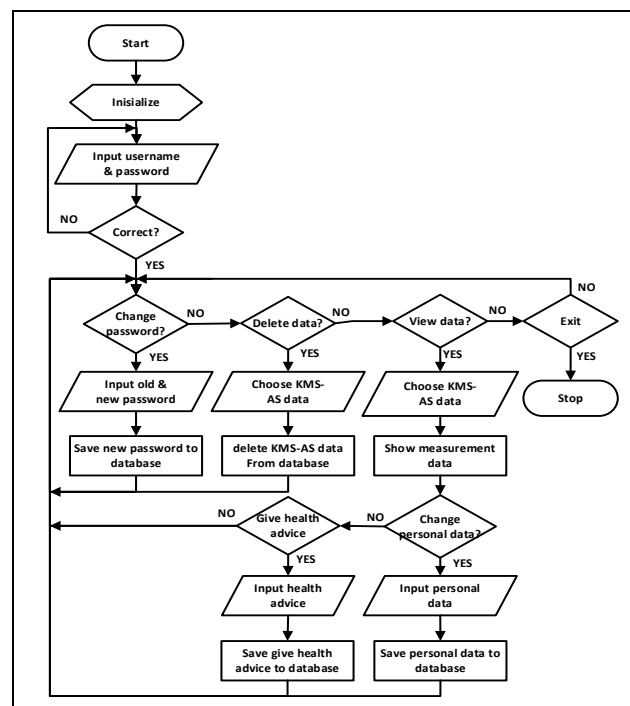 Start
Inisialize
Input username
& password
NO
Correct?
YES
NO
Change
password?
NO
Delete data?
NO
View data?
NO
Exit
YES
YES
YES
YES
Input old &
new password
Choose KMS-
AS data
Choose KMS-
AS data
Stop
Save new password to
database
delete KMS-AS data
From database
Show measurement
data
NO
Give health
advice
NO
Change
personal data?
YES
YES
Input health
advice
Input personal
data
Save give health
advice to database
Save personal data to
database